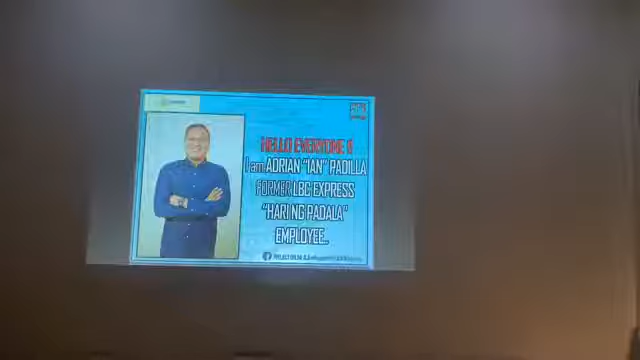 HELLO EVERYONE !!
I am ADRIAN "IAN" PADILLA
FORMER LBC EXPRESS
"HARI NG PADALA"
EMPLOYEE..